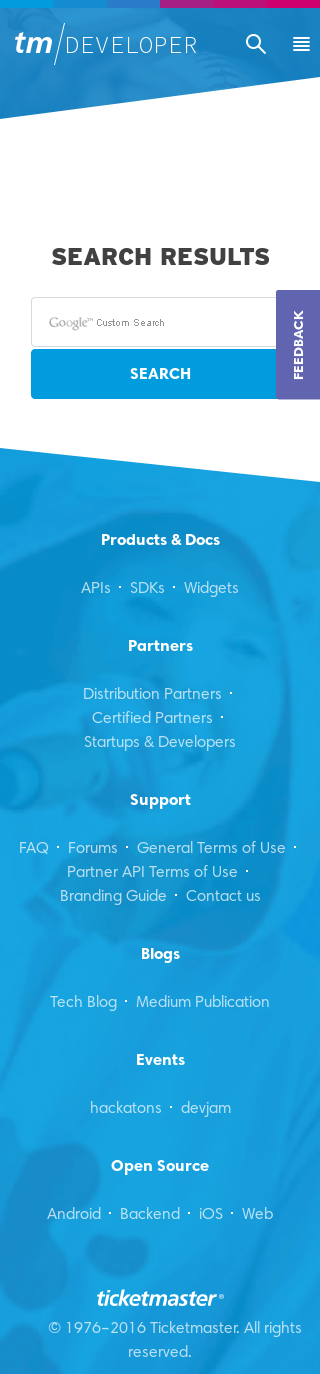 tm/DEVELOPER
SEARCH RESULTS
Google™ Custom Search
FEEDBACK
SEARCH
Products & Docs
APIs · SDKs · Widgets
Partners
Distribution Partners ·
Certified Partners ·
Startups & Developers
Support
FAQ · Forums · General Terms of Use ·
Partner API Terms of Use ·
Branding Guide · Contact us
Blogs
Tech Blog · Medium Publication
Events
hackatons · devjam
Open Source
Android · Backend · iOS · Web
ticketmaster®
© 1976–2016 Ticketmaster. All rights
reserved.